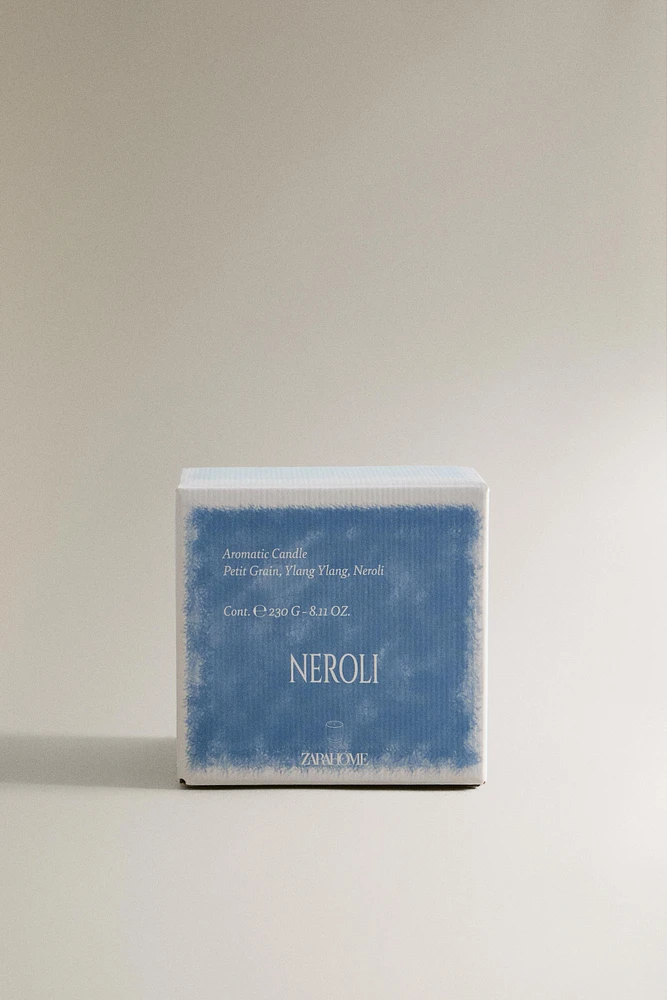 Aromatic Candle
Petit Grain, Ylang Ylang, Neroli
Cont. ℮ 230 G - 8.11 OZ.
NEROLI
ZARAHOME